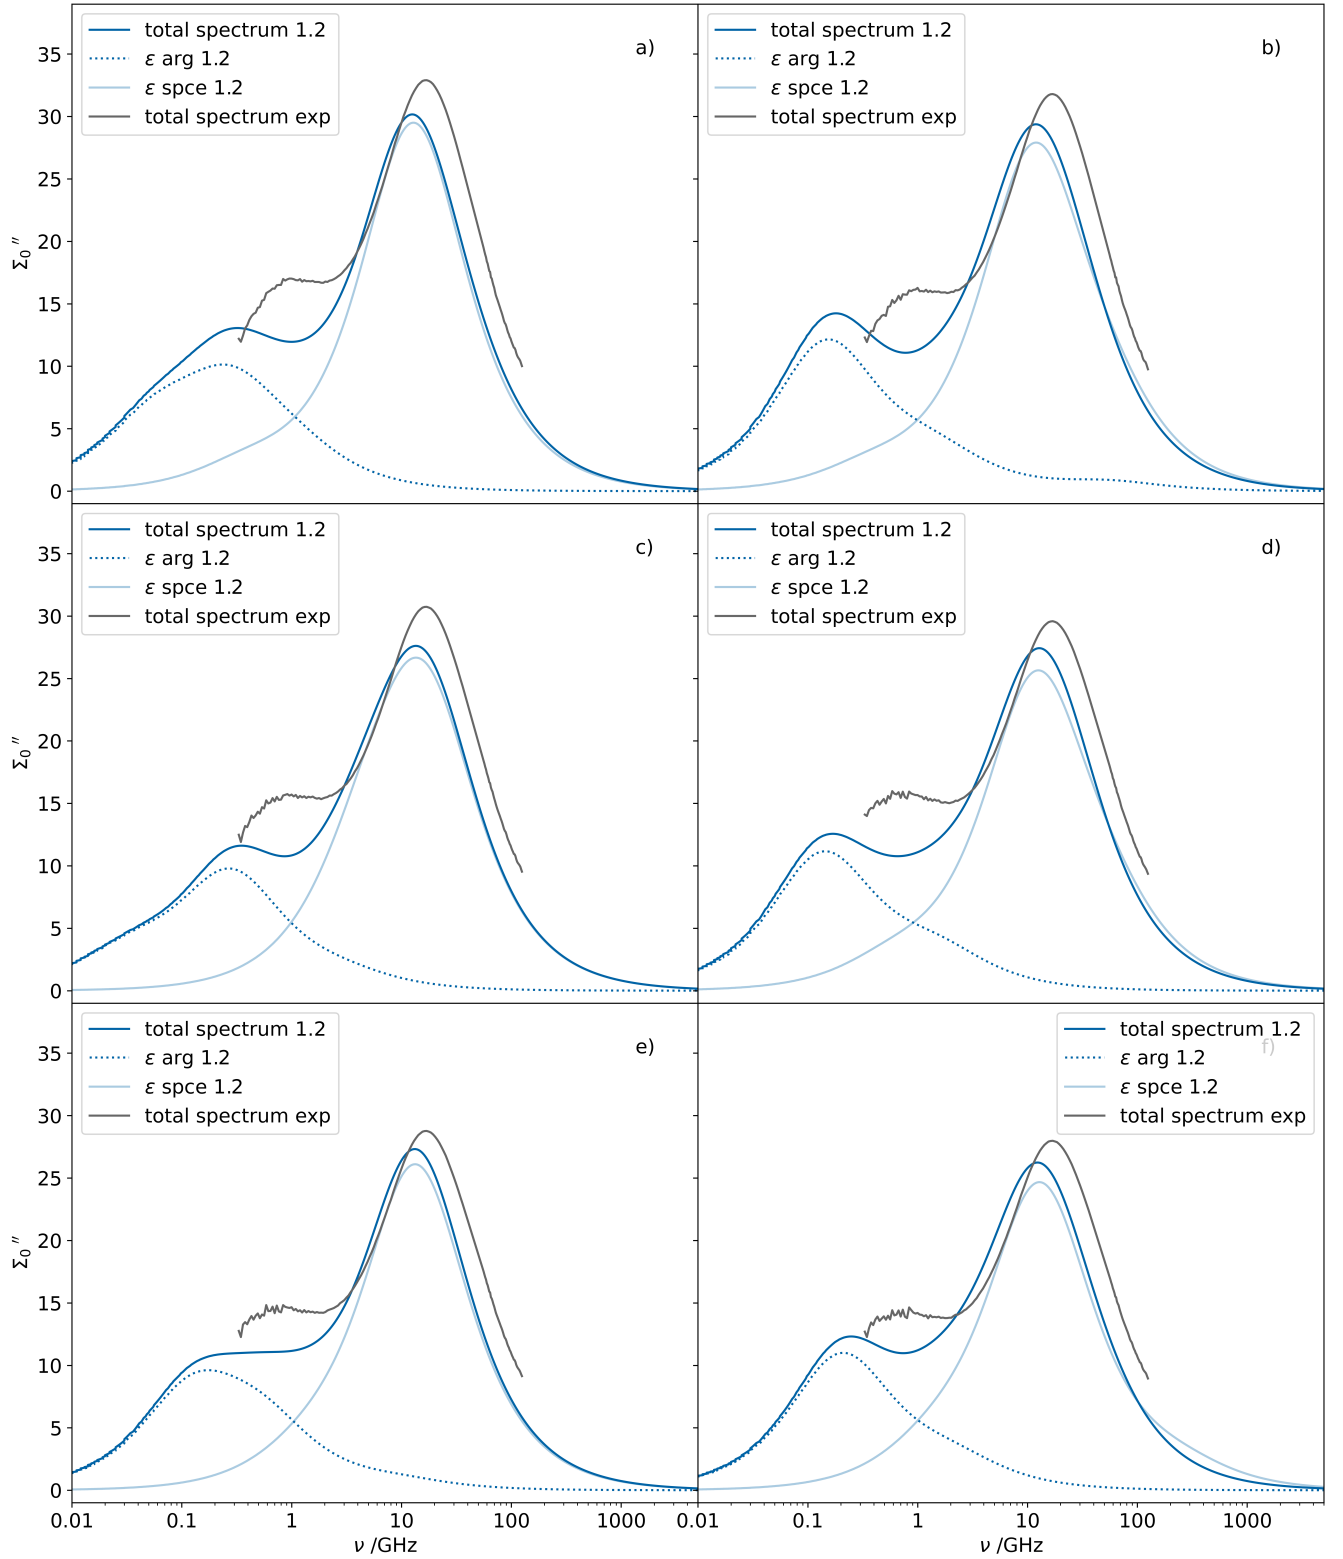 total spectrum 1.2
ε arg 1.2
ε spce 1.2
total spectrum exp
a)
35
30
25
20
15
10
5
0
Σ0 ″
total spectrum 1.2
ε arg 1.2
ε spce 1.2
total spectrum exp
b)
total spectrum 1.2
ε arg 1.2
ε spce 1.2
total spectrum exp
c)
35
30
25
20
15
10
5
0
Σ0 ″
total spectrum 1.2
ε arg 1.2
ε spce 1.2
total spectrum exp
d)
total spectrum 1.2
ε arg 1.2
ε spce 1.2
total spectrum exp
e)
35
30
25
20
15
10
5
0
Σ0 ″
0.01 0.1 1 10 100 1000
ν /GHz
total spectrum 1.2
ε arg 1.2
ε spce 1.2
total spectrum exp
f)
0.01 0.1 1 10 100 1000
ν /GHz